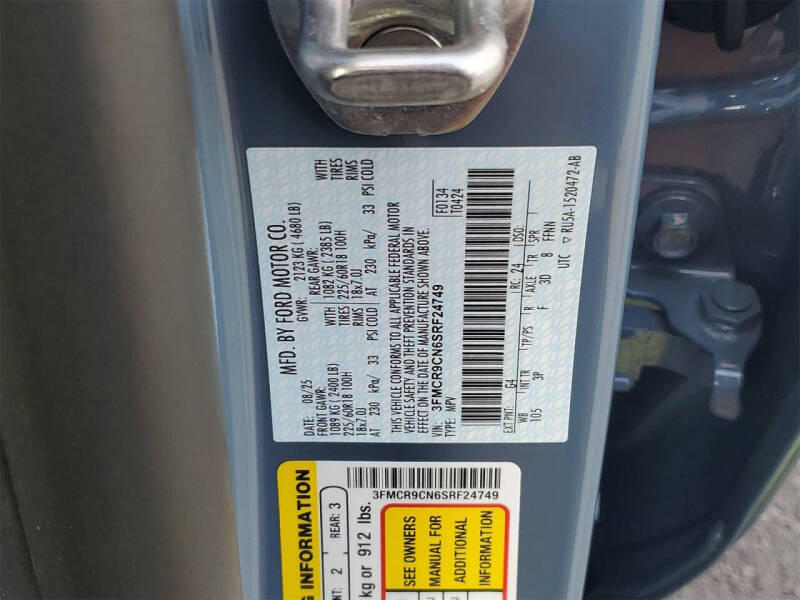 MFD. BY FORD MOTOR CO.
DATE: 08/25
GVWR: 2123 KG ( 4680 LB)
FRONT GAWR:
1089 KG (2400 LB)
225/60R18 100H
18x7.0J
AT 230 kPa/ 33 PSI COLD
WITH
TIRES
RIMS
REAR GAWR:
1082 KG ( 2385 LB)
225/60R18 100H
18x7.0J
AT 230 kPa/ 33 PSI COLD
WITH
TIRES
RIMS
THIS VEHICLE CONFORMS TO ALL APPLICABLE FEDERAL MOTOR
VEHICLE SAFETY AND THEFT PREVENTION STANDARDS IN
EFFECT ON THE DATE OF MANUFACTURE SHOWN ABOVE.
VIN: 3FMCR9CN6SRF24749
TYPE: MPV
F0134
T0424
EXT PNT: G4 RC: 24 DSO:
WB INT TR TP/PS R AXLE TR SPR
105 3P F 3D 8 FFNN
UTC ▽ RU5A-1520472-AB
3FMCR9CN6SRF24749
G INFORMATION
NT: 2 REAR: 3
kg or 912 lbs.
SEE OWNERS
MANUAL FOR
ADDITIONAL
INFORMATION